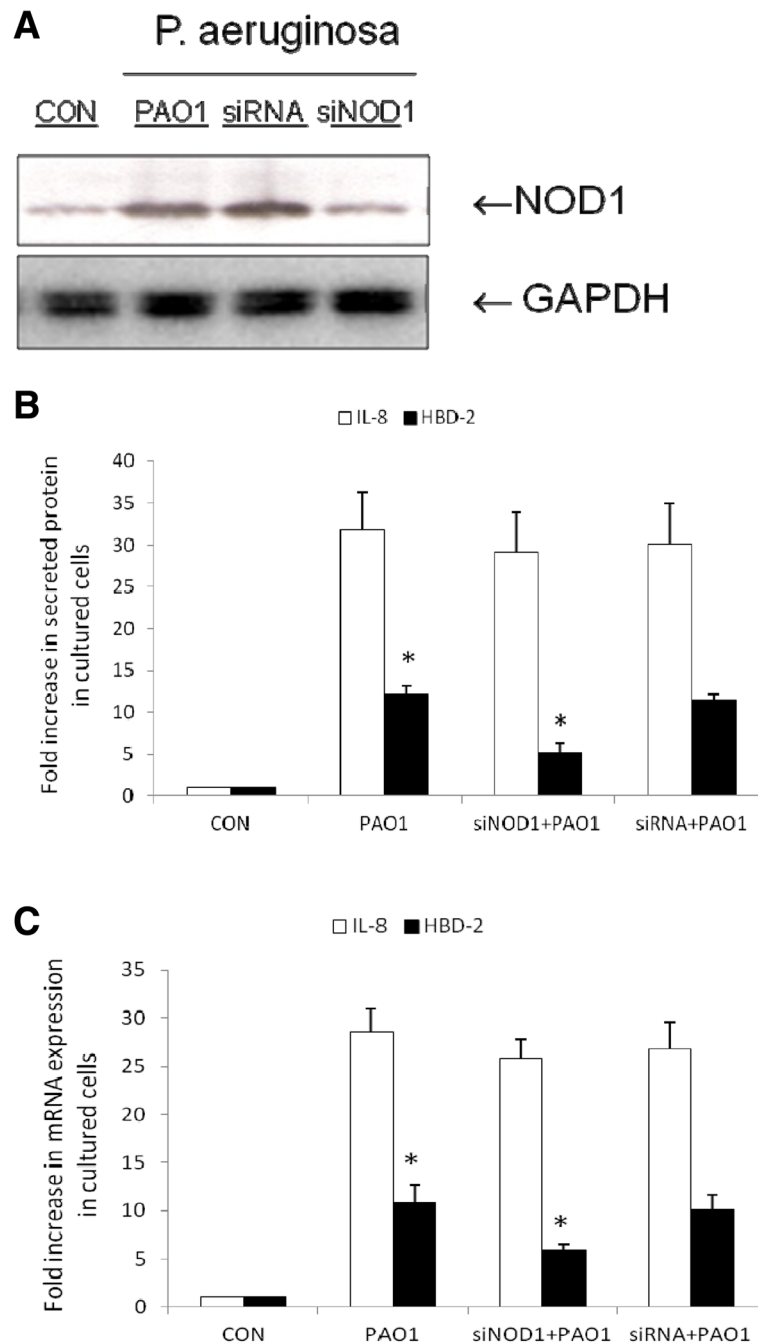 A
P. aeruginosa
CON PAO1 siRNA siNOD1
←NOD1
← GAPDH
B
IL-8 HBD-2
Fold increase in secreted protein
in cultured cells
40
35
30
25
20
15
10
5
0
*
*
CON PAO1 siNOD1+PAO1 siRNA+PAO1
C
IL-8 HBD-2
Fold increase in mRNA expression
in cultured cells
35
30
25
20
15
10
5
0
*
*
CON PAO1 siNOD1+PAO1 siRNA+PAO1